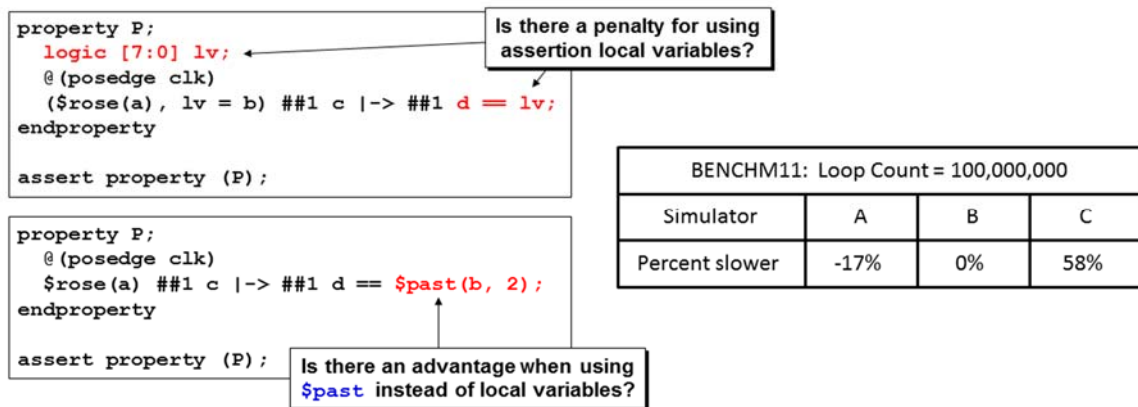 property P;
logic [7:0] lv;
@(posedge clk)
($rose(a), lv = b) ##1 c |-> ##1 d == lv;
endproperty
assert property (P);
Is there a penalty for using
assertion local variables?
property P;
@(posedge clk)
$rose(a) ##1 c |-> ##1 d == $past(b, 2);
endproperty
assert property (P);
Is there an advantage when using
$past instead of local variables?
BENCHM11: Loop Count = 100,000,000
Simulator A B C
Percent slower -17% 0% 58%